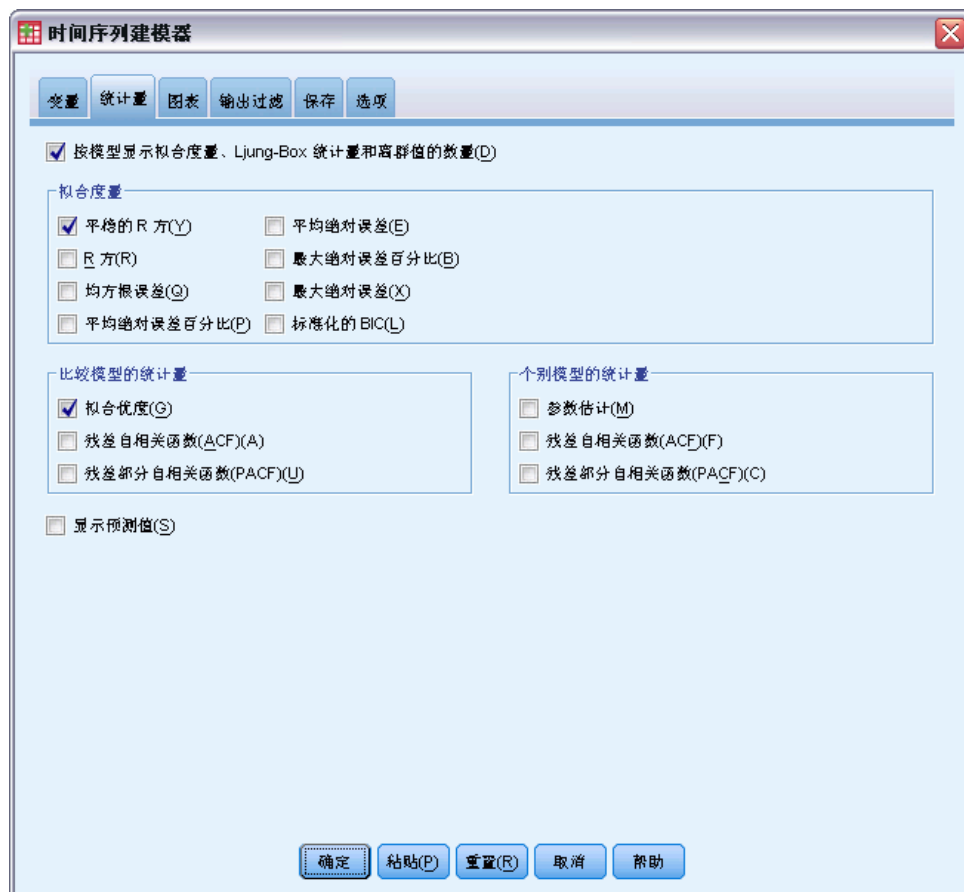 时间序列建模器
变量 统计量 图表 输出过滤 保存 选项
按模型显示拟合度量、Ljung-Box 统计量和离群值的数量(D)
拟合度量
平稳的 R 方(Y) 平均绝对误差(E)
R 方(R) 最大绝对误差百分比(B)
均方根误差(Q) 最大绝对误差(X)
平均绝对误差百分比(P) 标准化的 BIC(L)
比较模型的统计量 个别模型的统计量
拟合优度(G) 参数估计(M)
残差自相关函数(ACF)(A) 残差自相关函数(ACF)(F)
残差部分自相关函数(PACF)(U) 残差部分自相关函数(PACF)(C)
显示预测值(S)
确定 粘贴(P) 重置(R) 取消 帮助